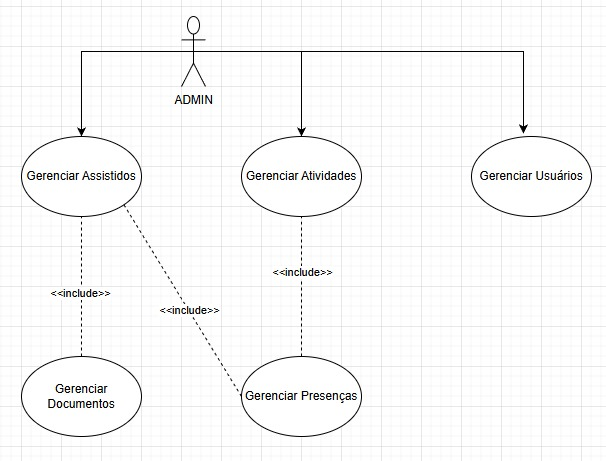 ADMIN
Gerenciar Assistidos
Gerenciar Atividades
Gerenciar Usuários
<<include>>
<<include>>
<<include>>
Gerenciar
Documentos
Gerenciar Presenças